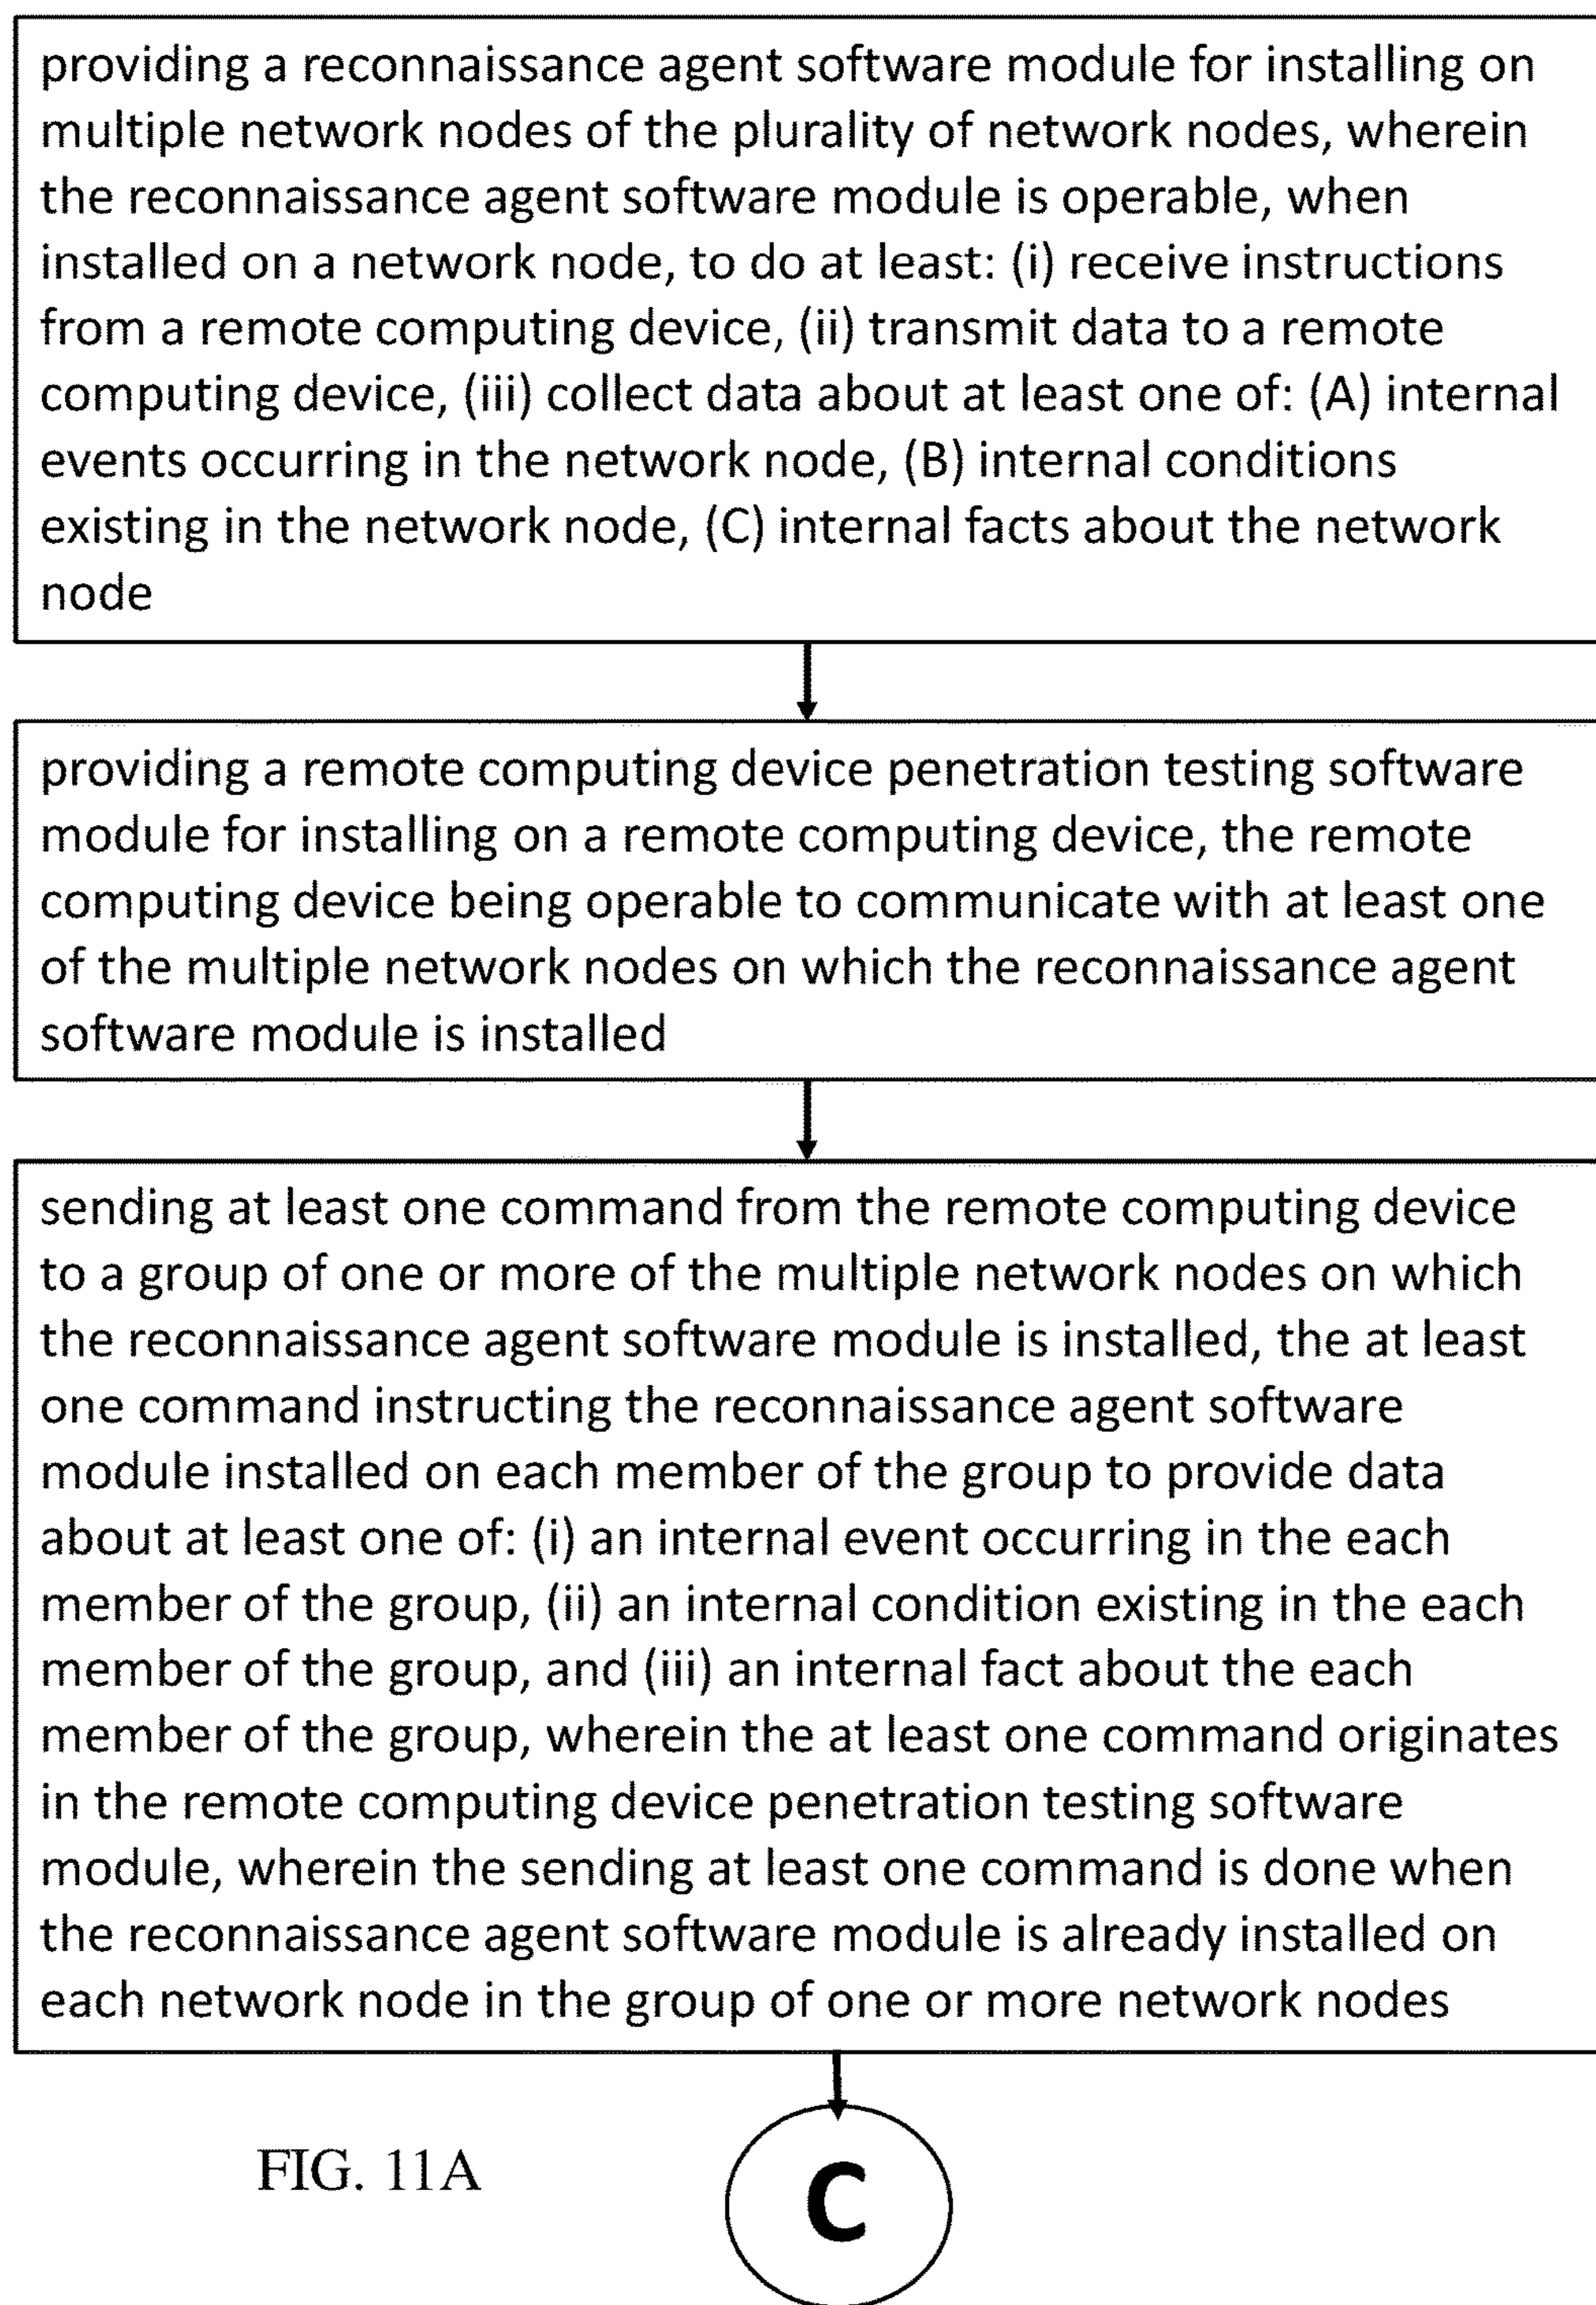 providing a reconnaissance agent software module for installing on
multiple network nodes of the plurality of network nodes, wherein
the reconnaissance agent software module is operable, when
installed on a network node, to do at least: (i) receive instructions
from a remote computing device, (ii) transmit data to a remote
computing device, (iii) collect data about at least one of: (A) internal
events occurring in the network node, (B) internal conditions
existing in the network node, (C) internal facts about the network
node
providing a remote computing device penetration testing software
module for installing on a remote computing device, the remote
computing device being operable to communicate with at least one
of the multiple network nodes on which the reconnaissance agent
software module is installed
sending at least one command from the remote computing device
to a group of one or more of the multiple network nodes on which
the reconnaissance agent software module is installed, the at least
one command instructing the reconnaissance agent software
module installed on each member of the group to provide data
about at least one of: (i) an internal event occurring in the each
member of the group, (ii) an internal condition existing in the each
member of the group, and (iii) an internal fact about the each
member of the group, wherein the at least one command originates
in the remote computing device penetration testing software
module, wherein the sending at least one command is done when
the reconnaissance agent software module is already installed on
each network node in the group of one or more network nodes
FIG. 11A
C